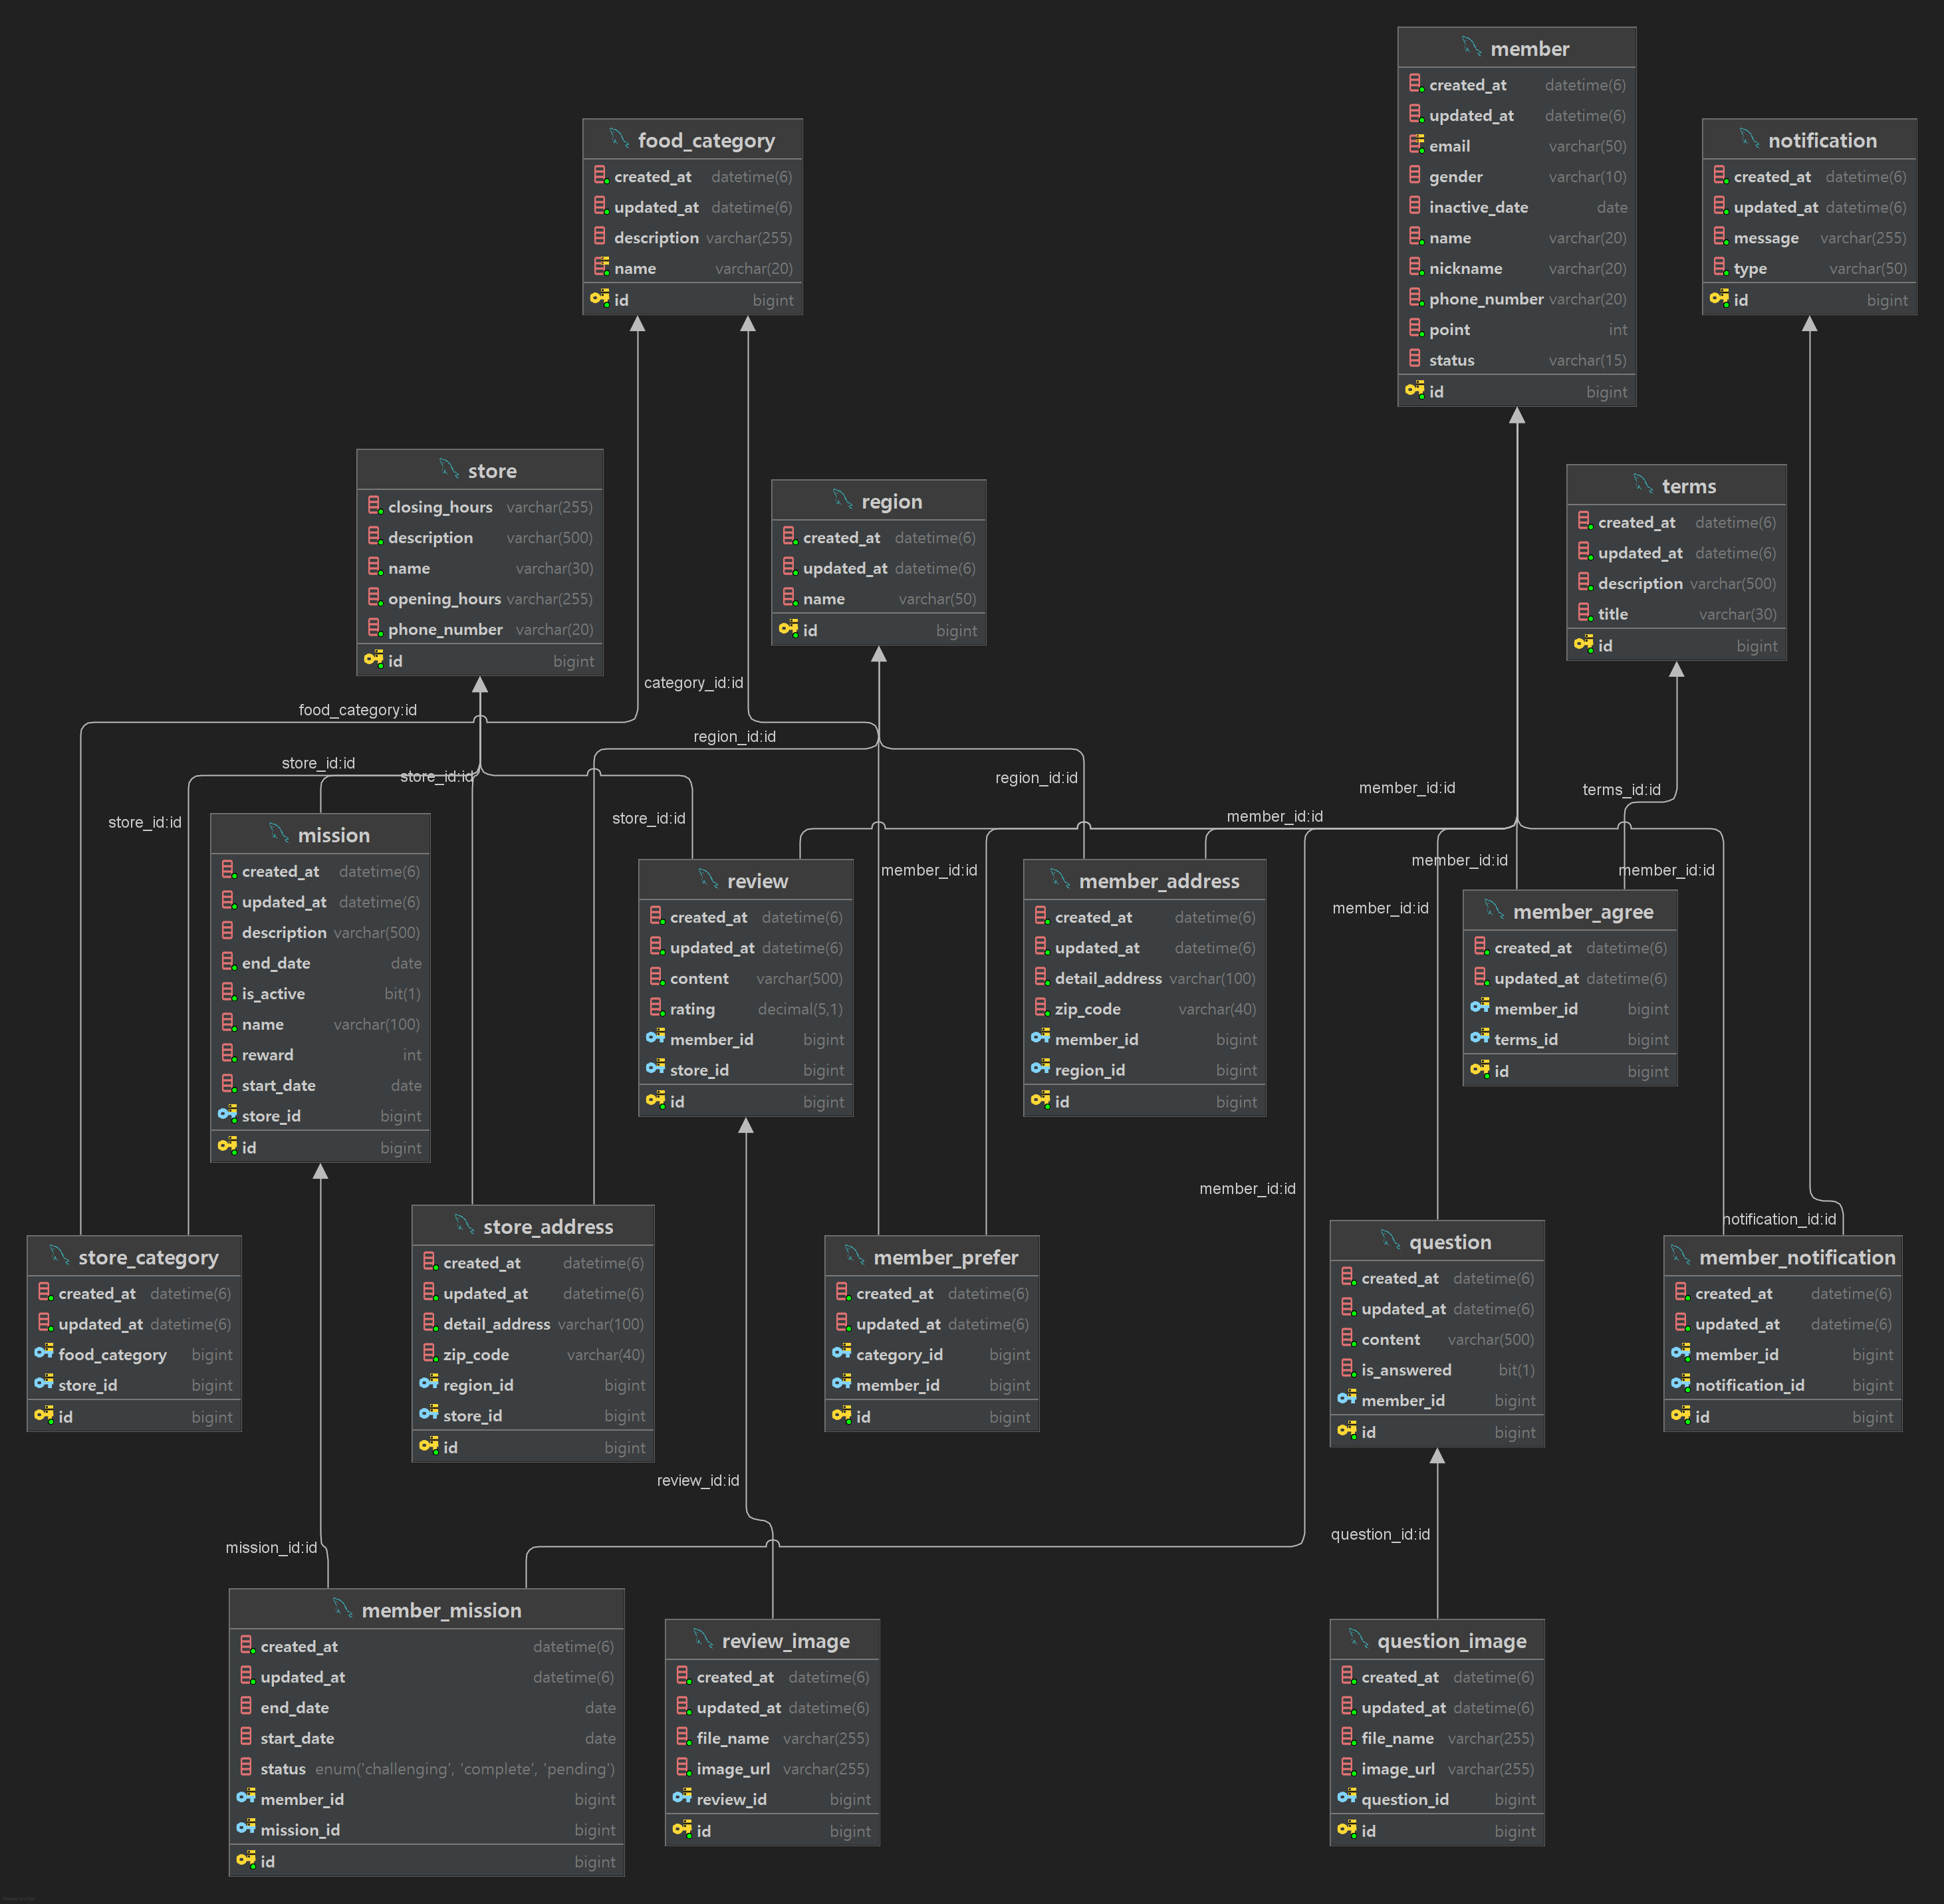 member
created_at datetime(6)
updated_at datetime(6)
email varchar(50)
gender varchar(10)
inactive_date date
name varchar(20)
nickname varchar(20)
phone_number varchar(20)
point int
status varchar(15)
id bigint
food_category
created_at datetime(6)
updated_at datetime(6)
description varchar(255)
name varchar(20)
id bigint
notification
created_at datetime(6)
updated_at datetime(6)
message varchar(255)
type varchar(50)
id bigint
store
closing_hours varchar(255)
description varchar(500)
name varchar(30)
opening_hours varchar(255)
phone_number varchar(20)
id bigint
region
created_at datetime(6)
updated_at datetime(6)
name varchar(50)
id bigint
terms
created_at datetime(6)
updated_at datetime(6)
description varchar(500)
title varchar(30)
id bigint
category_id:id
food_category:id
region_id:id
store_id:id
store_id:id
region_id:id
member_id:id
terms_id:id
store_id:id
store_id:id
member_id:id
member_id:id
member_id:id
member_id:id
member_id:id
mission
created_at datetime(6)
updated_at datetime(6)
description varchar(500)
end_date date
is_active bit(1)
name varchar(100)
reward int
start_date date
store_id bigint
id bigint
review
created_at datetime(6)
updated_at datetime(6)
content varchar(500)
rating decimal(5,1)
member_id bigint
store_id bigint
id bigint
member_address
created_at datetime(6)
updated_at datetime(6)
detail_address varchar(100)
zip_code varchar(40)
member_id bigint
region_id bigint
id bigint
member_agree
created_at datetime(6)
updated_at datetime(6)
member_id bigint
terms_id bigint
id bigint
member_id:id
notification_id:id
store_category
created_at datetime(6)
updated_at datetime(6)
food_category bigint
store_id bigint
id bigint
store_address
created_at datetime(6)
updated_at datetime(6)
detail_address varchar(100)
zip_code varchar(40)
region_id bigint
store_id bigint
id bigint
member_prefer
created_at datetime(6)
updated_at datetime(6)
category_id bigint
member_id bigint
id bigint
question
created_at datetime(6)
updated_at datetime(6)
content varchar(500)
is_answered bit(1)
member_id bigint
id bigint
member_notification
created_at datetime(6)
updated_at datetime(6)
member_id bigint
notification_id bigint
id bigint
review_id:id
question_id:id
mission_id:id
member_mission
created_at datetime(6)
updated_at datetime(6)
end_date date
start_date date
status enum('challenging', 'complete', 'pending')
member_id bigint
mission_id bigint
id bigint
review_image
created_at datetime(6)
updated_at datetime(6)
file_name varchar(255)
image_url varchar(255)
review_id bigint
id bigint
question_image
created_at datetime(6)
updated_at datetime(6)
file_name varchar(255)
image_url varchar(255)
question_id bigint
id bigint